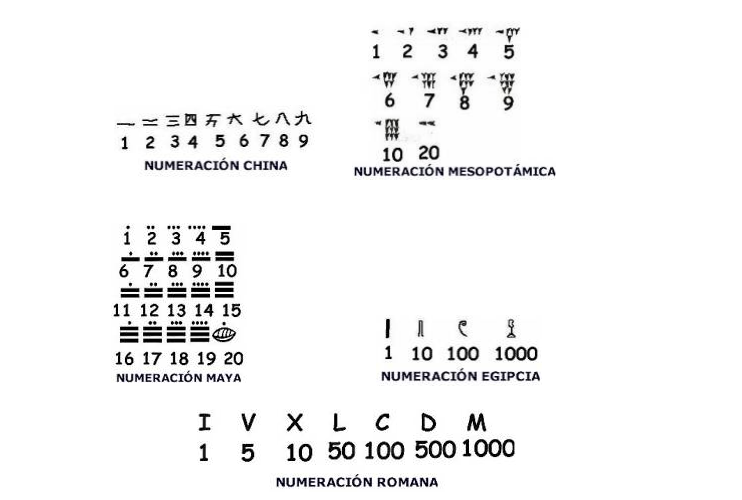 1 2 3 4 5
6 7 8 9
10 20
NUMERACIÓN MESOPOTÁMICA
一 二 三 四 五 六 七 八 九
1 2 3 4 5 6 7 8 9
NUMERACIÓN CHINA
1 2 3 4 5
6 7 8 9 10
11 12 13 14 15
16 17 18 19 20
NUMERACIÓN MAYA
1 10 100 1000
NUMERACIÓN EGIPCIA
I V X L C D M
1 5 10 50 100 500 1000
NUMERACIÓN ROMANA